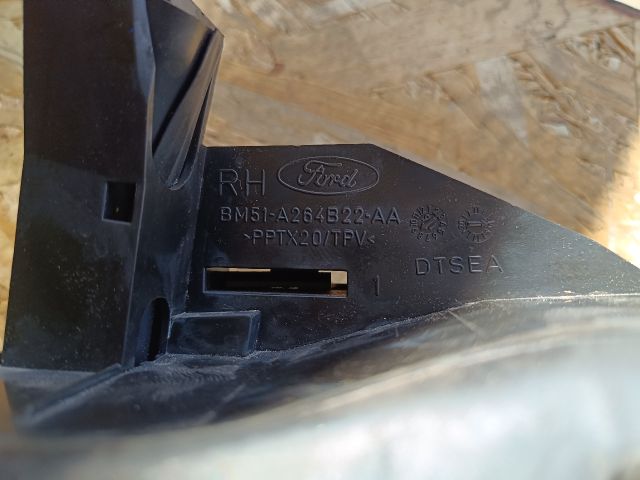 RH Ford
BM51-A264B22-AA
>PPTX20/TPV<
1 DTSEA